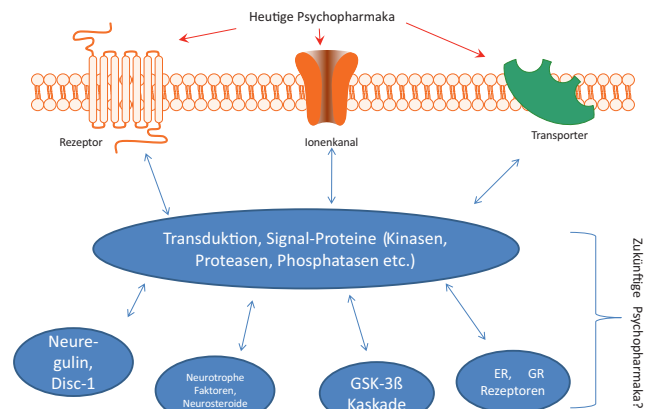 Heutige Psychopharmaka
Rezeptor
Ionenkanal
Transporter
Transduktion, Signal-Proteine (Kinasen,
Proteasen, Phosphatasen etc.)
Neure-
gulin,
Disc-1
Neurotrophe
Faktoren,
Neurosteroide
GSK-3ß
Kaskade
ER, GR
Rezeptoren
Zukünftige Psychopharmaka?